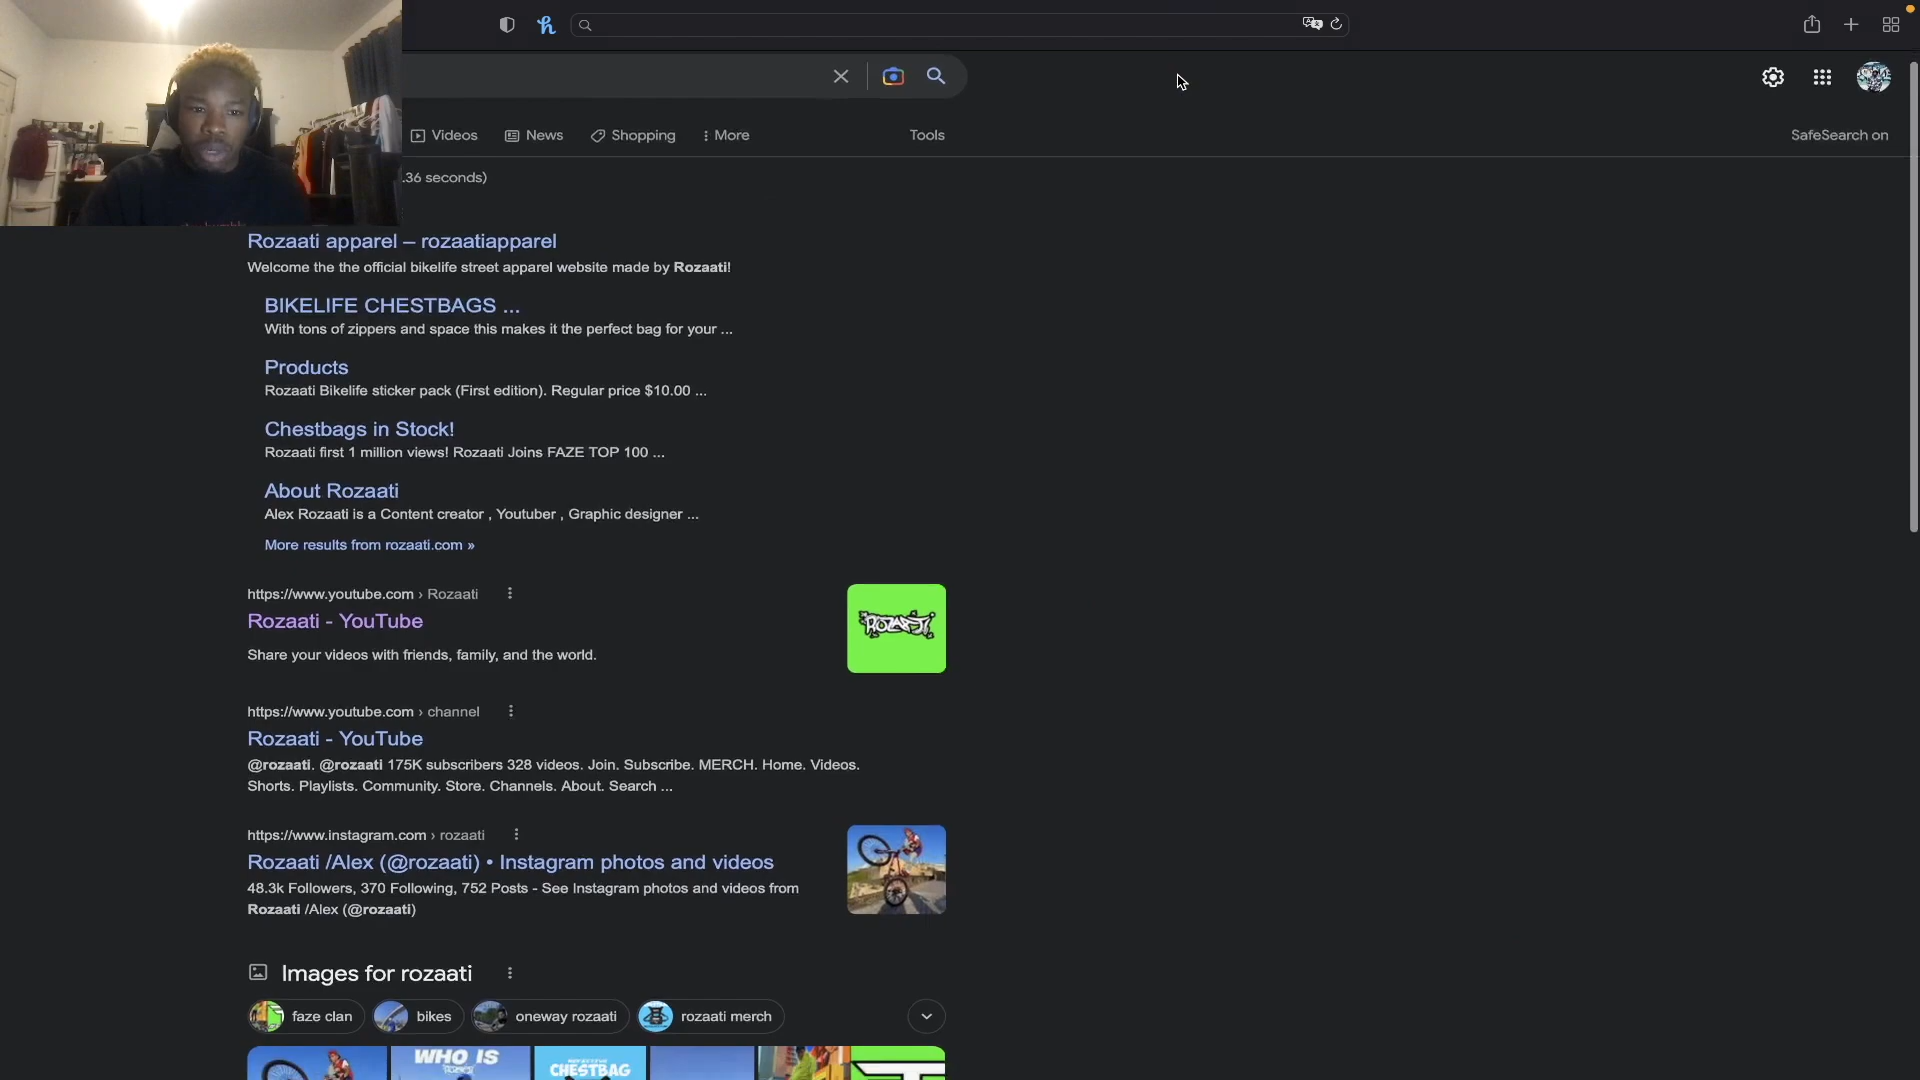 Videos
News
Shopping
More
Tools
SafeSearch on
.36 seconds)
Rozaati apparel – rozaatiapparel
Welcome the the official bikelife street apparel website made by Rozaati!
BIKELIFE CHESTBAGS ...
With tons of zippers and space this makes it the perfect bag for your ...
Products
Rozaati Bikelife sticker pack (First edition). Regular price $10.00 ...
Chestbags in Stock!
Rozaati first 1 million views! Rozaati Joins FAZE TOP 100 ...
About Rozaati
Alex Rozaati is a Content creator , Youtuber , Graphic designer ...
More results from rozaati.com »
https://www.youtube.com › Rozaati
Rozaati - YouTube
Share your videos with friends, family, and the world.
ROZAATI
https://www.youtube.com › channel
Rozaati - YouTube
@rozaati. @rozaati 175K subscribers 328 videos. Join. Subscribe. MERCH. Home. Videos.
Shorts. Playlists. Community. Store. Channels. About. Search ...
https://www.instagram.com › rozaati
Rozaati /Alex (@rozaati) • Instagram photos and videos
48.3k Followers, 370 Following, 752 Posts - See Instagram photos and videos from
Rozaati /Alex (@rozaati)
Images for rozaati
faze clan
bikes
oneway rozaati
rozaati merch
WHO IS
CHESTBAG